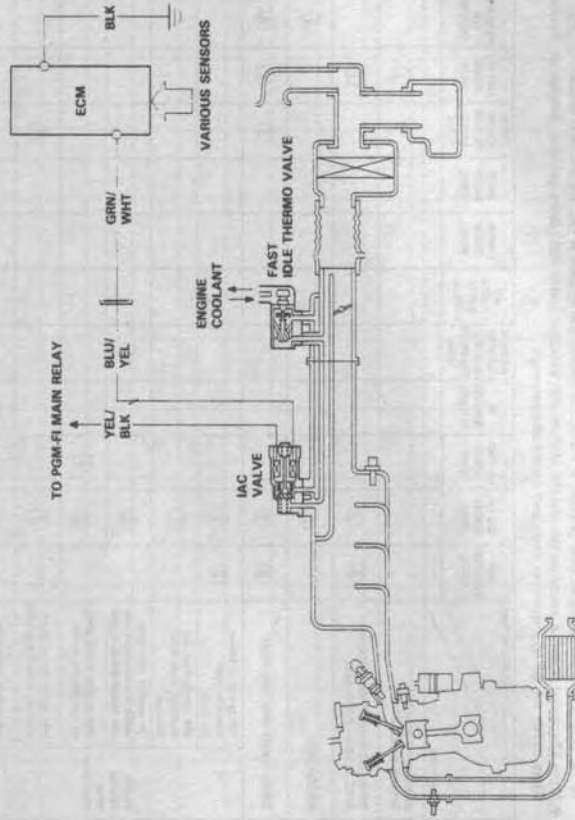 BLK
ECM
VARIOUS SENSORS
GRN/
WHT
BLU/
YEL
TO PGM-FI MAIN RELAY
YEL/
BLK
ENGINE
COOLANT
FAST
IDLE THERMO VALVE
IAC
VALVE